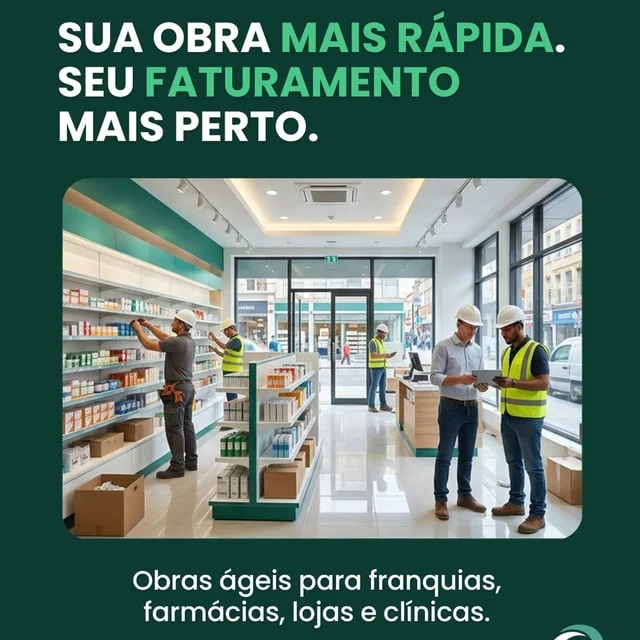 SUA OBRA MAIS RÁPIDA.
SEU FATURAMENTO
MAIS PERTO.
Obras ágeis para franquias,
farmácias, lojas e clínicas.